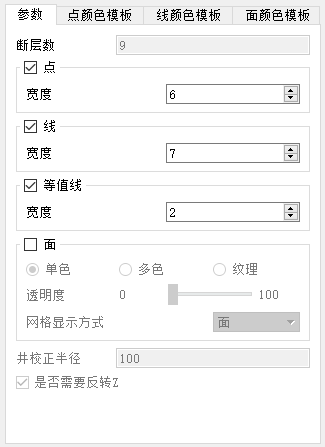 参数 点颜色模板 线颜色模板 面颜色模板
断层数 9
点
宽度 6
线
宽度 7
等值线
宽度 2
面
单色 多色 纹理
透明度 0 100
网格显示方式 面
井校正半径 100
是否需要反转Z